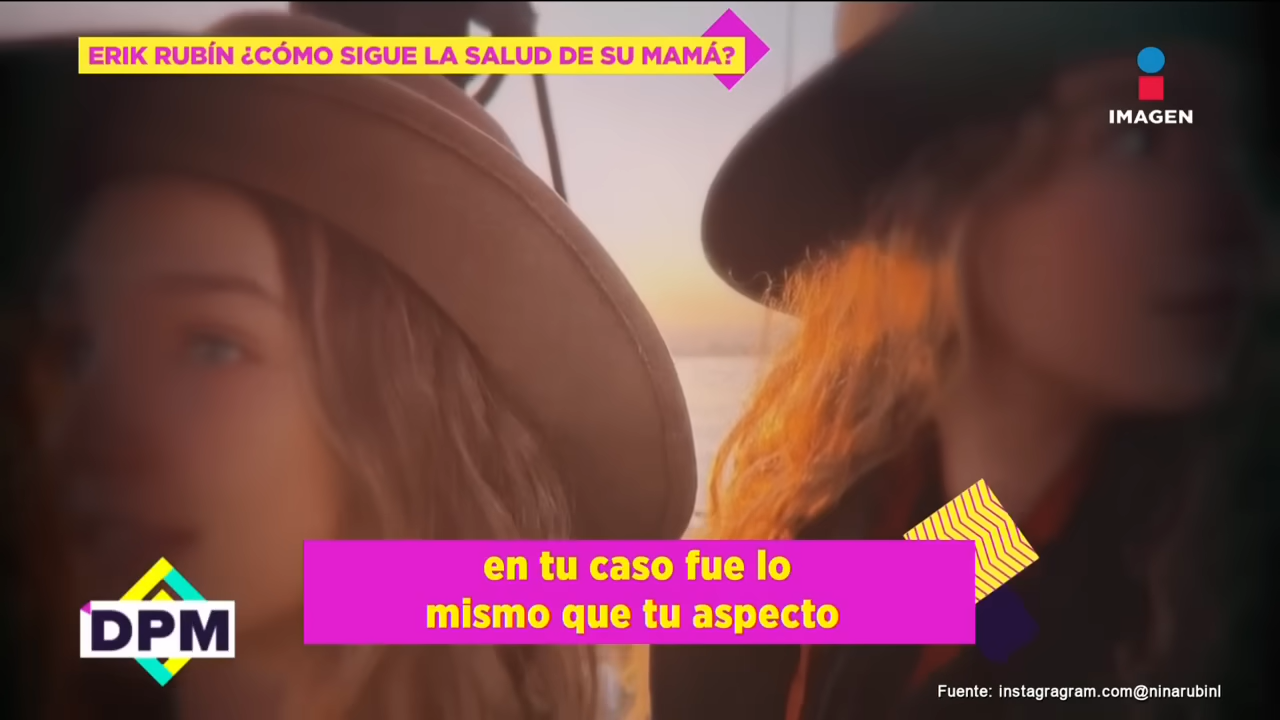 ERIK RUBÍN ¿CÓMO SIGUE LA SALUD DE SU MAMÁ?
IMAGEN
en tu caso fue lo
mismo que tu aspecto
DPM
Fuente: instagragram.com@ninarubinl